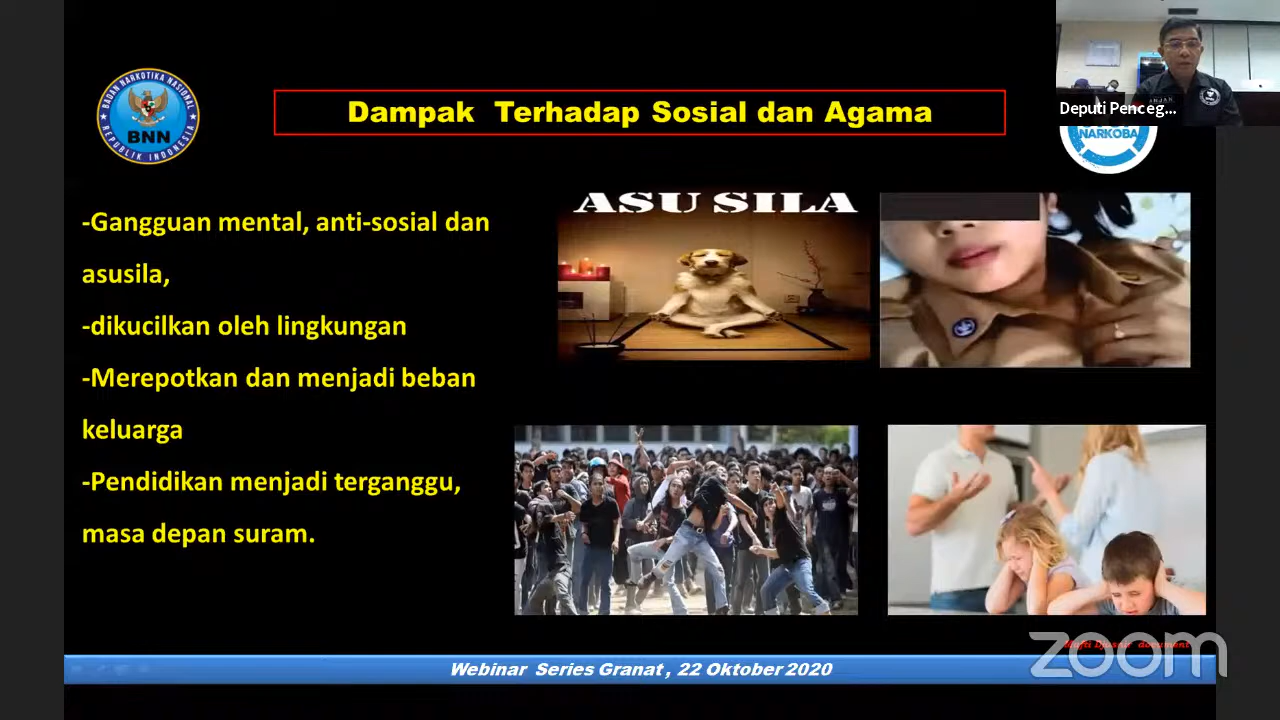 BADAN NARKOTIKA NASIONAL
BNN
REPUBLIK INDONESIA
Dampak Terhadap Sosial dan Agama
Deputi Penceg...
NARKOBA
-Gangguan mental, anti-sosial dan
asusila,
-dikucilkan oleh lingkungan
-Merepotkan dan menjadi beban
keluarga
-Pendidikan menjadi terganggu,
masa depan suram.
ASU SILA
document
zoom
Webinar Series Granat , 22 Oktober 2020